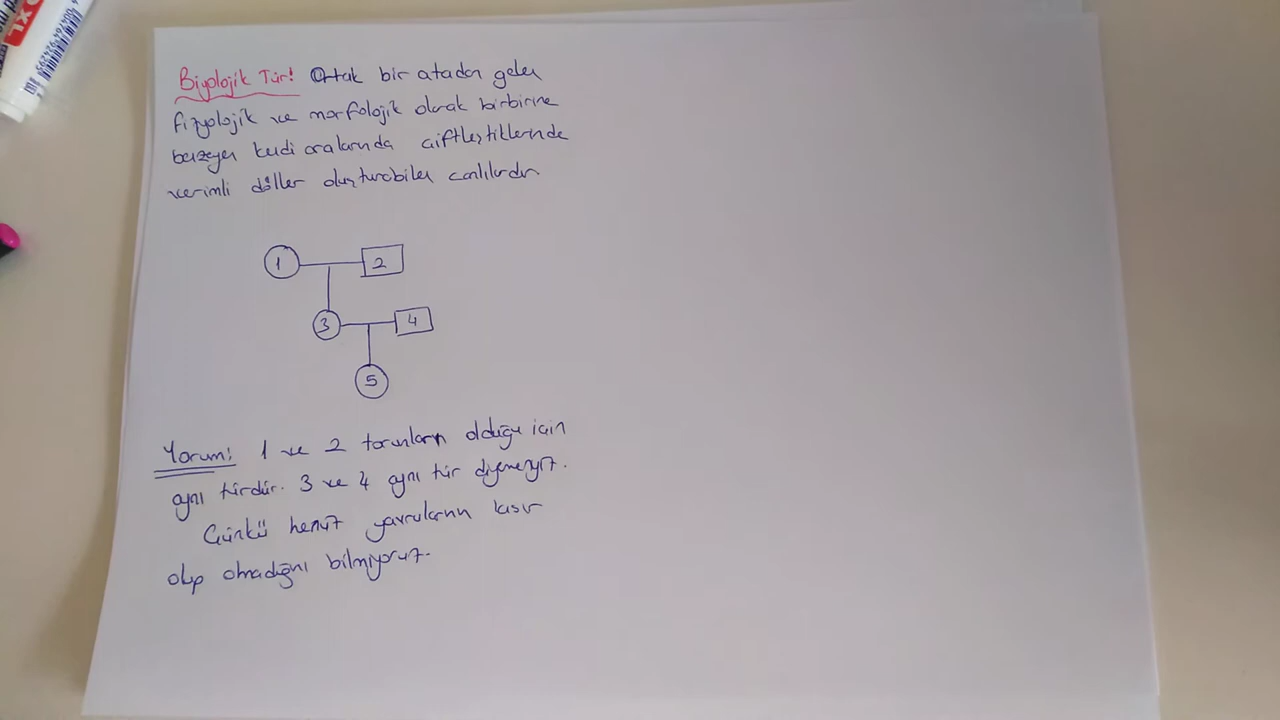 Biyolojik Tür! Ortak bir atadan gelen
fizyolojik ve morfolojik olarak birbirine
benzeyen kendi aralarında çiftleştiklerinde
verimli döller oluşturabilen canlılardır.
1
2
3
4
5
Yorum: 1 ve 2 torunların olduğu için
aynı türdür. 3 ve 4 aynı tür diyemeyiz.
Çünkü henüz yavrularının kısır
olup olmadığını bilmiyoruz.
XL